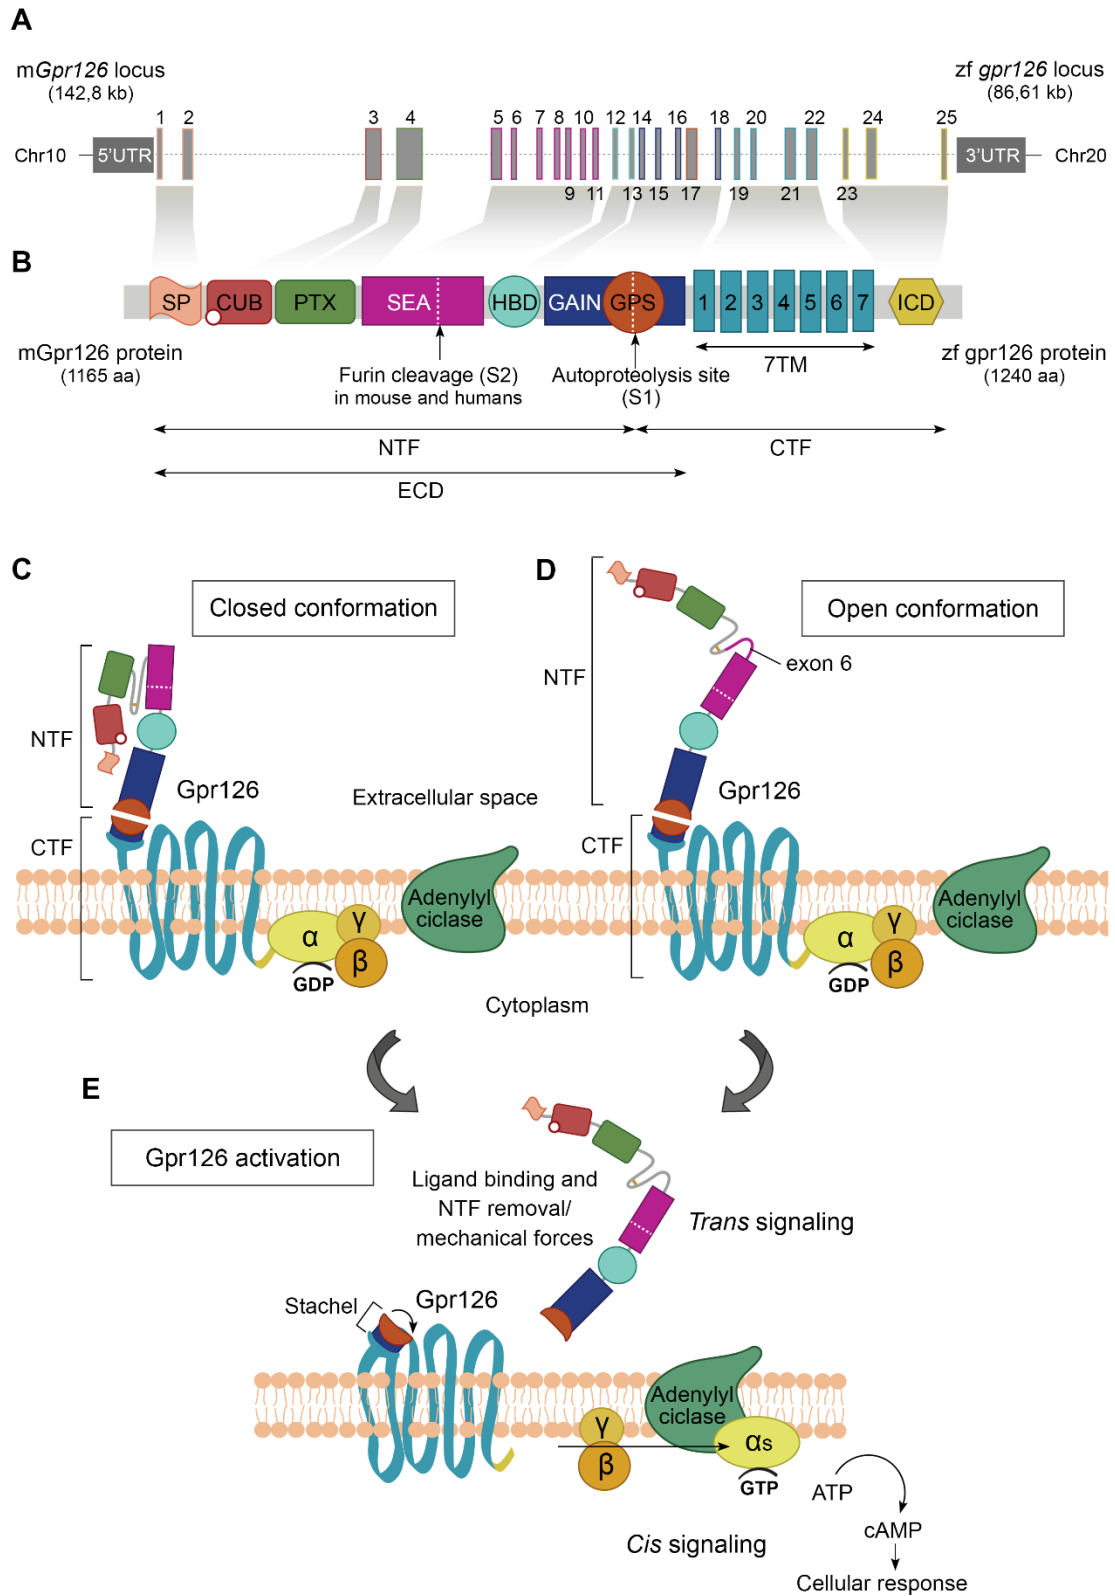 A
mGpr126 locus
(142,8 kb)
zf gpr126 locus
(86,61 kb)
1 2 3 4 5 6 7 8 10 12 14 16 18 20 22 24 25
Chr10 5'UTR 3'UTR Chr20
9 11 13 15 17 19 21 23
B
SP CUB PTX SEA HBD GAIN GPS 1 2 3 4 5 6 7 ICD
mGpr126 protein
(1165 aa)
Furin cleavage (S2)
in mouse and humans
Autoproteolysis site
(S1)
7TM
zf gpr126 protein
(1240 aa)
NTF CTF
ECD
C
Closed conformation
NTF
Gpr126
CTF
Extracellular space
Adenylyl
ciclase
α γ β
GDP
Cytoplasm
D
Open conformation
NTF
exon 6
Gpr126
CTF
Adenylyl
ciclase
α γ β
GDP
E
Gpr126 activation
Ligand binding and
NTF removal/
mechanical forces
Trans signaling
Stachel
Gpr126
Adenylyl
ciclase
γ
β
αs
GTP
ATP
cAMP
Cis signaling
Cellular response